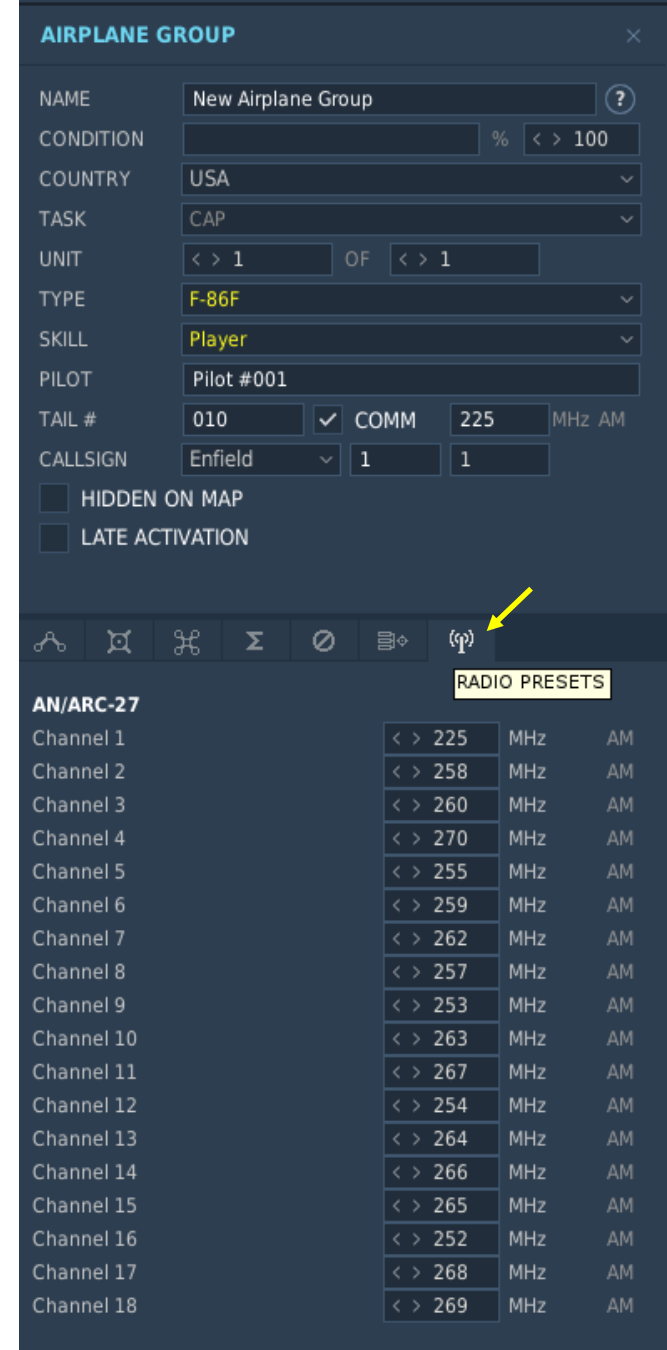 AIRPLANE GROUP
NAME New Airplane Group ?
CONDITION % < > 100
COUNTRY USA
TASK CAP
UNIT < > 1 OF < > 1
TYPE F-86F
SKILL Player
PILOT Pilot #001
TAIL # 010 COMM 225 MHz AM
CALLSIGN Enfield 1 1
HIDDEN ON MAP
LATE ACTIVATION
RADIO PRESETS
AN/ARC-27
Channel 1 < > 225 MHz AM
Channel 2 < > 258 MHz AM
Channel 3 < > 260 MHz AM
Channel 4 < > 270 MHz AM
Channel 5 < > 255 MHz AM
Channel 6 < > 259 MHz AM
Channel 7 < > 262 MHz AM
Channel 8 < > 257 MHz AM
Channel 9 < > 253 MHz AM
Channel 10 < > 263 MHz AM
Channel 11 < > 267 MHz AM
Channel 12 < > 254 MHz AM
Channel 13 < > 264 MHz AM
Channel 14 < > 266 MHz AM
Channel 15 < > 265 MHz AM
Channel 16 < > 252 MHz AM
Channel 17 < > 268 MHz AM
Channel 18 < > 269 MHz AM